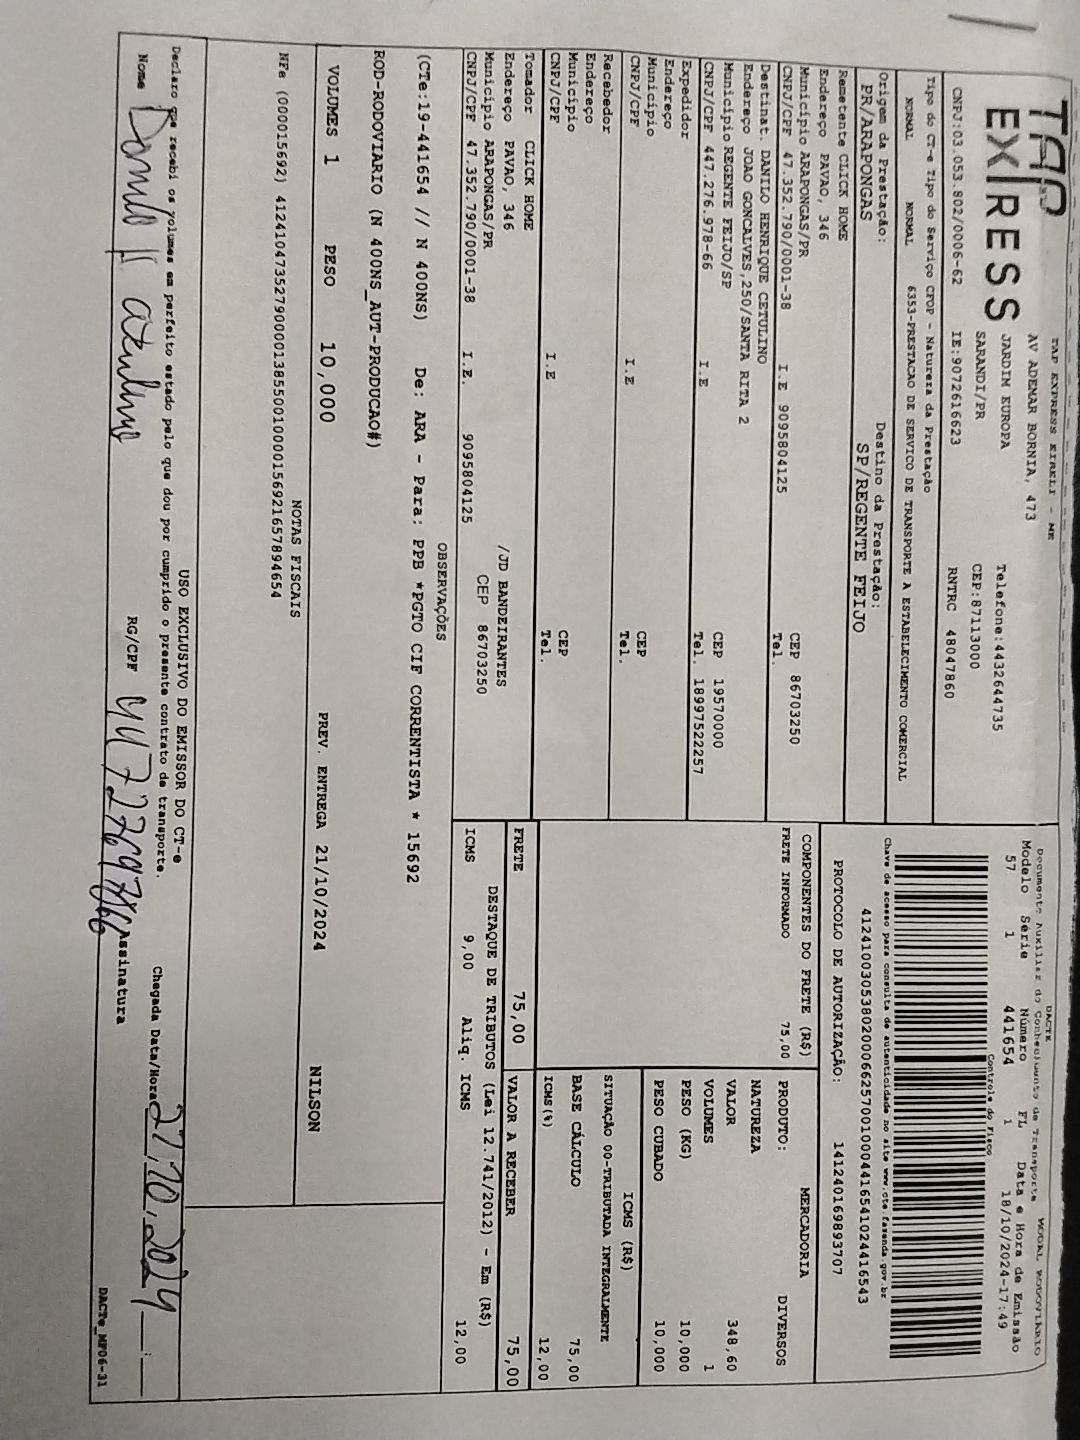 TAP EXPRESS
TAP EXPRESS EIRELI - ME
AV ADEMAR BORNIA, 473
JARDIM EUROPA
Telefone:4432644735
SARANDI/PR
CEP:87113000
CNPJ:03.053.802/0006-62
IE:9072616623
RNTRC 48047860
Tipo do CT-e Tipo do Serviço CFOP - Natureza da Prestação
NORMAL NORMAL 6353-PRESTACAO DE SERVICO DE TRANSPORTE A ESTABELECIMENTO COMERCIAL
Origem da Prestação: Destino da Prestação:
PR/ARAPONGAS SP/REGENTE FEIJO
Remetente CLICK HOME
Endereço PAVAO, 346 CEP 86703250
Município ARAPONGAS/PR Tel.
CNPJ/CPF 47.352.790/0001-38 I.E 9095804125
Destinat. DANILO HENRIQUE CETULINO
Endereço JOAO GONCALVES,250/SANTA RITA 2
Município REGENTE FEIJO/SP CEP 19570000
CNPJ/CPF 447.276.978-66 I.E Tel. 18997522257
Expedidor
Endereço
Município CEP
CNPJ/CPF I.E Tel.
Recebedor
Endereço
Município CEP
CNPJ/CPF I.E Tel.
Tomador CLICK HOME
Endereço PAVAO, 346 /JD BANDEIRANTES
Município ARAPONGAS/PR CEP 86703250
CNPJ/CPF 47.352.790/0001-38 I.E. 9095804125
DACTE
Documento Auxiliar do Conhecimento de Transporte MODAL RODOVIÁRIO
Modelo Série Número FL Data e Hora de Emissão
57 1 441654 1 18/10/2024-17:49
Controle do Fisco
Chave de acesso para consulta de autenticidade no site www.cte.fazenda.gov.br
41241003053802000662570010004416541024416543
PROTOCOLO DE AUTORIZAÇÃO: 141240169893707
COMPONENTES DO FRETE (R$)
FRETE INFORMADO 75,00
MERCADORIA
PRODUTO: DIVERSOS
NATUREZA
VALOR 348,60
VOLUMES 1
PESO (KG) 10,000
PESO CUBADO 10,000
ICMS (R$)
SITUAÇÃO 00-TRIBUTADA INTEGRALMENTE
BASE CÁLCULO 75,00
ICMS(%) 12,00
FRETE 75,00 VALOR A RECEBER 75,00
DESTAQUE DE TRIBUTOS (Lei 12.741/2012) - Em (R$)
ICMS 9,00 Aliq. ICMS 12,00
OBSERVAÇÕES
(CTe:19-441654 // N 400NS) De: ARA - Para: PPB *PGTO CIF CORRENTISTA * 15692
ROD-RODOVIARIO (N 400NS_AUT-PRODUCAO#)
VOLUMES 1 PESO 10,000 PREV. ENTREGA 21/10/2024 NILSON
NOTAS FISCAIS
NFe (000015692) 41241047352790000138550010000156921657894654
USO EXCLUSIVO DO EMISSOR DO CT-e
Declaro que recebi os volumes em perfeito estado pelo que dou por cumprido o presente contrato de transporte.
Chegada Data/Hora 27,10,2024
Nome Danilo H RG/CPF 44727697866 Assinatura
DACTe_MP06-31